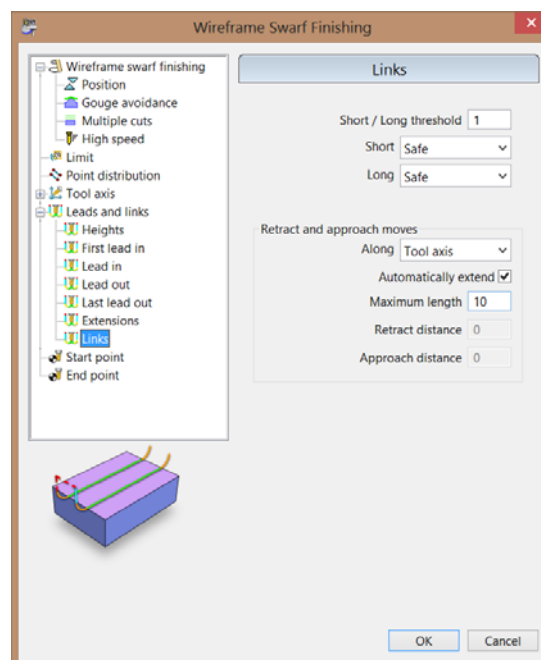 Wireframe Swarf Finishing
Wireframe swarf finishing
Position
Gouge avoidance
Multiple cuts
High speed
Limit
Point distribution
Tool axis
Leads and links
Heights
First lead in
Lead in
Lead out
Last lead out
Extensions
Links
Start point
End point
Links
Short / Long threshold 1
Short Safe
Long Safe
Retract and approach moves
Along Tool axis
Automatically extend
Maximum length 10
Retract distance 0
Approach distance 0
OK Cancel